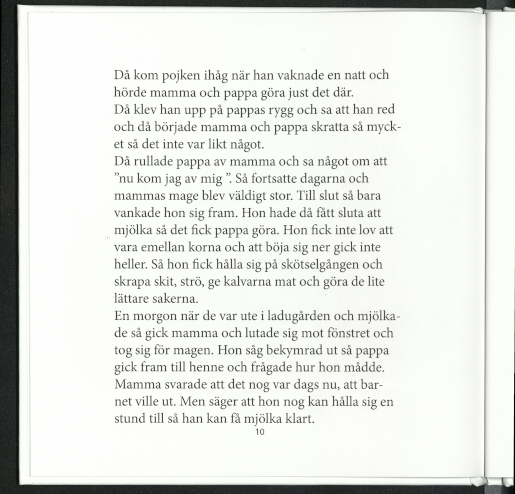 Då kom pojken ihåg när han vaknade en natt och
hörde mamma och pappa göra just det där.
Då klev han upp på pappas rygg och sa att han red
och då började mamma och pappa skratta så myck-
et så det inte var likt något.
Då rullade pappa av mamma och sa något om att
”nu kom jag av mig ”. Så fortsatte dagarna och
mammas mage blev väldigt stor. Till slut så bara
vankade hon sig fram. Hon hade då fått sluta att
mjölka så det fick pappa göra. Hon fick inte lov att
vara emellan korna och att böja sig ner gick inte
heller. Så hon fick hålla sig på skötselgången och
skrapa skit, strö, ge kalvarna mat och göra de lite
lättare sakerna.
En morgon när de var ute i ladugården och mjölka-
de så gick mamma och lutade sig mot fönstret och
tog sig för magen. Hon såg bekymrad ut så pappa
gick fram till henne och frågade hur hon mådde.
Mamma svarade att det nog var dags nu, att bar-
net ville ut. Men säger att hon nog kan hålla sig en
stund till så han kan få mjölka klart.
10